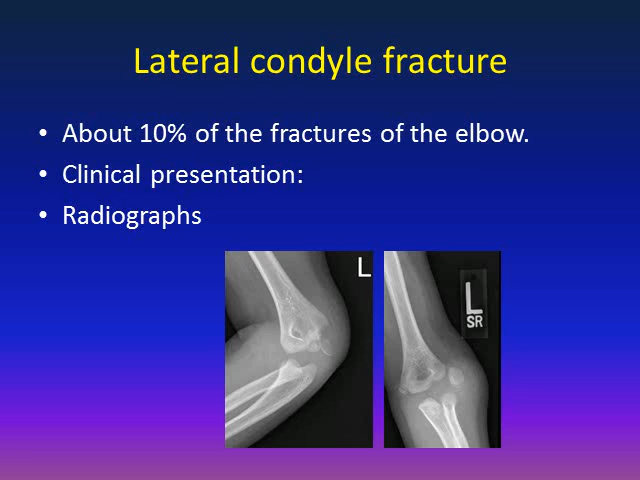 Lateral condyle fracture
• About 10% of the fractures of the elbow.
• Clinical presentation:
• Radiographs
L
L
SR